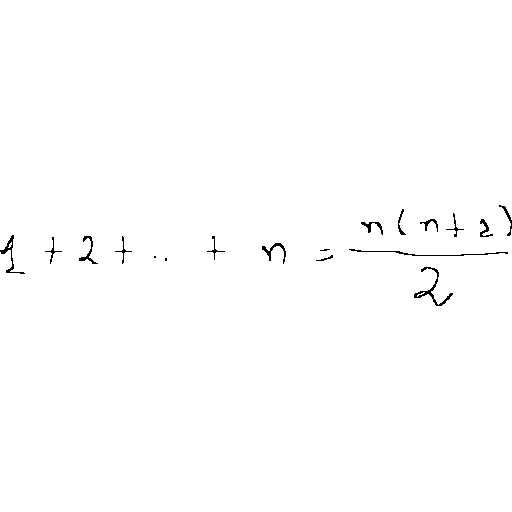 1 + 2 + .. + n = n(n+1)/2